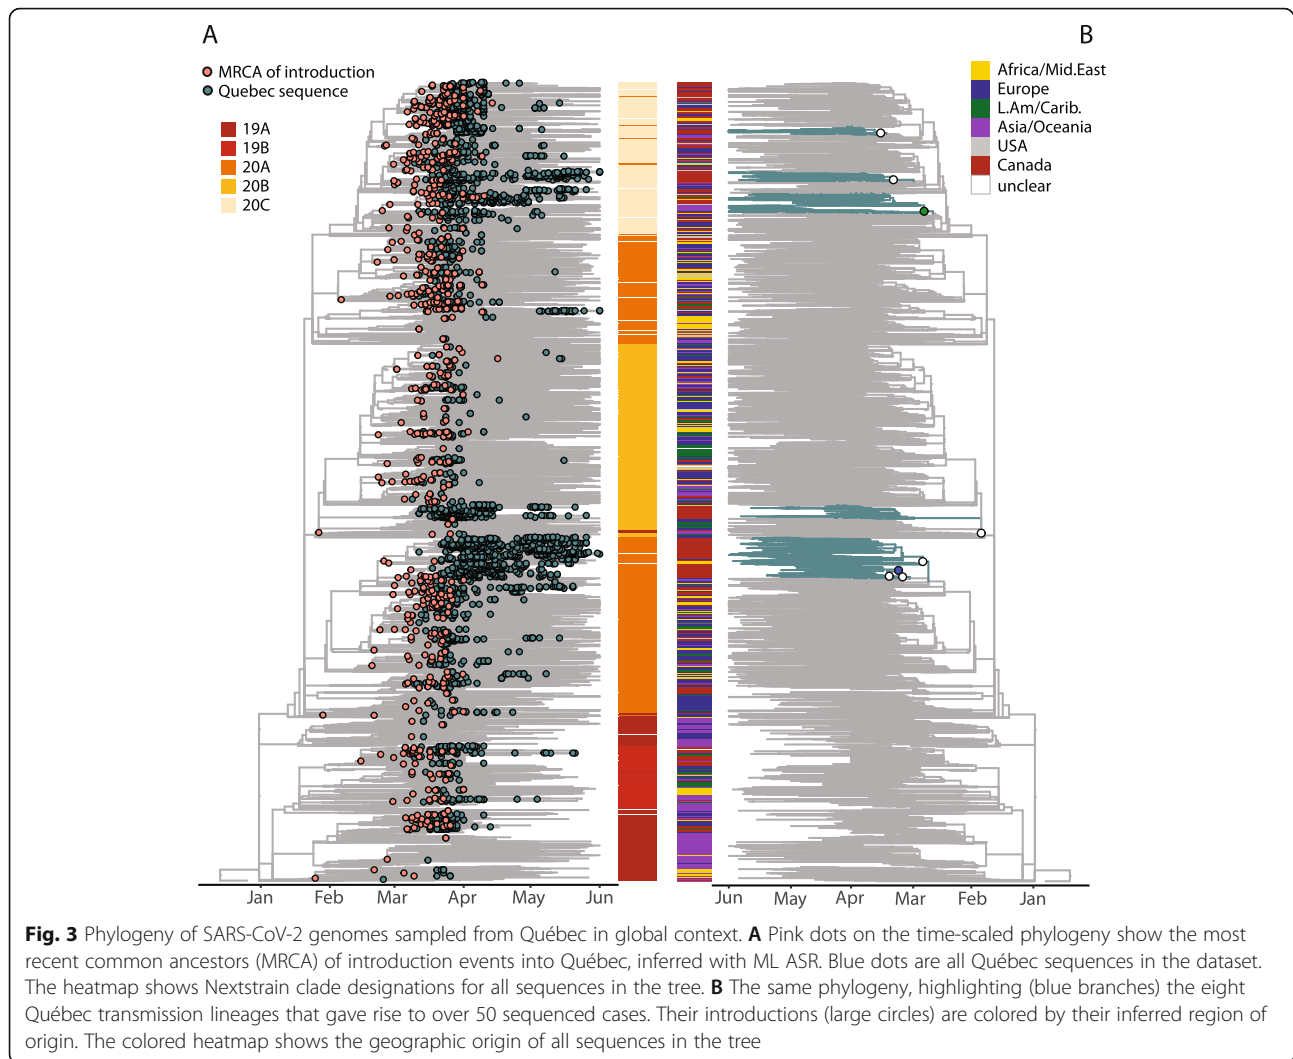 A
B
MRCA of introduction
Quebec sequence
19A
19B
20A
20B
20C
Africa/Mid.East
Europe
L.Am/Carib.
Asia/Oceania
USA
Canada
unclear
Jan Feb Mar Apr May Jun
Jun May Apr Mar Feb Jan
Fig. 3 Phylogeny of SARS-CoV-2 genomes sampled from Québec in global context. A Pink dots on the time-scaled phylogeny show the most
recent common ancestors (MRCA) of introduction events into Québec, inferred with ML ASR. Blue dots are all Québec sequences in the dataset.
The heatmap shows Nextstrain clade designations for all sequences in the tree. B The same phylogeny, highlighting (blue branches) the eight
Québec transmission lineages that gave rise to over 50 sequenced cases. Their introductions (large circles) are colored by their inferred region of
origin. The colored heatmap shows the geographic origin of all sequences in the tree